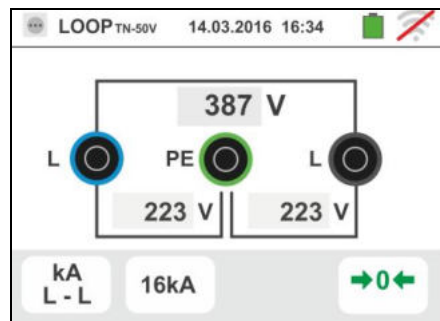 LOOP TN-50V 14.03.2016 16:34
387 V
L PE L
223 V 223 V
kA
L - L
16kA
➔0←